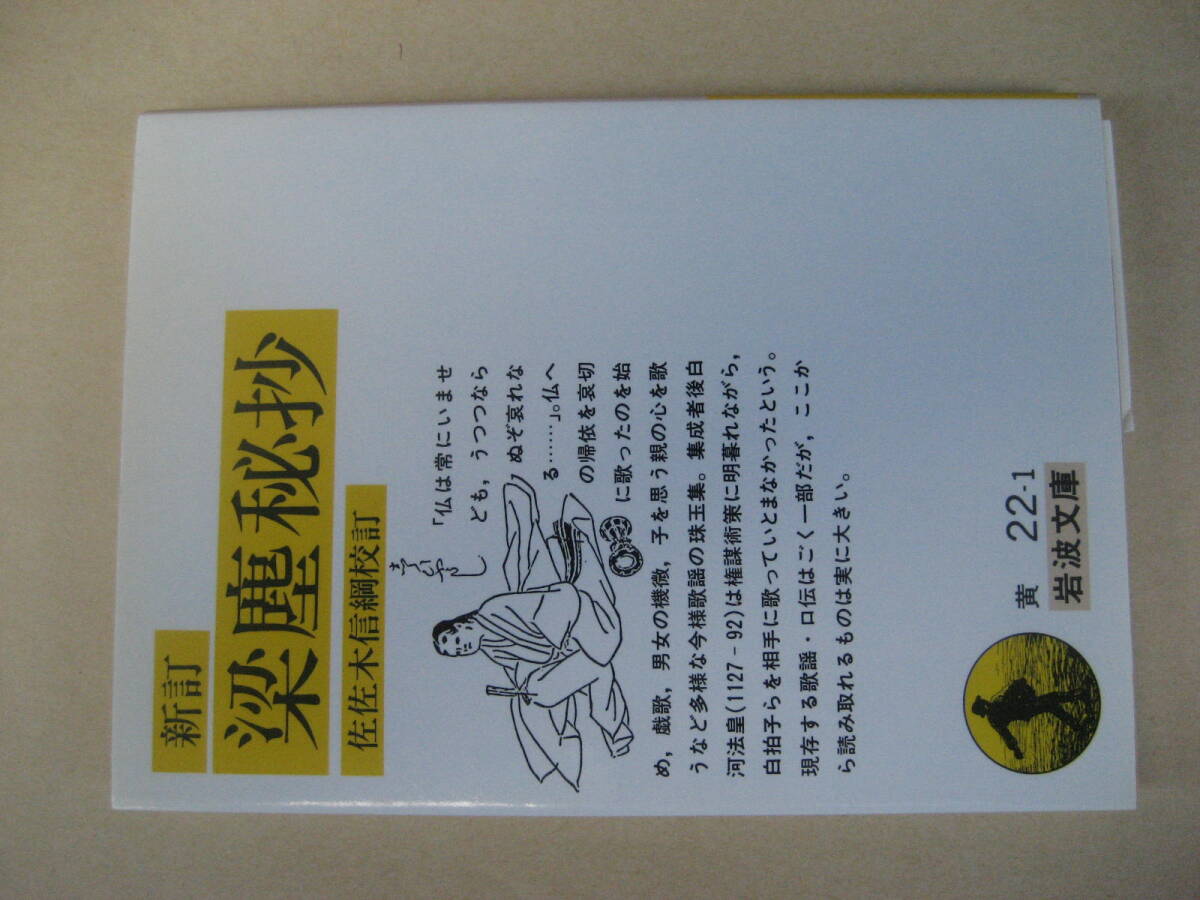 新訂
梁塵秘抄
佐佐木信綱校訂
「仏は常にいませ
ども，うつつなら
ぬぞ哀れな
る……」。仏へ
の帰依を哀切
に歌ったのを始
め，戯歌，男女の機微，子を思う親の心を歌
うなど多様な今様歌謡の珠玉集。集成者後白
河法皇(1127－92)は権謀術策に明暮れながら，
白拍子らを相手に歌っていとまなかったという。
現存する歌謡・口伝はごく一部だが，ここか
ら読み取れるものは実に大きい。
黄 22-1
岩波文庫